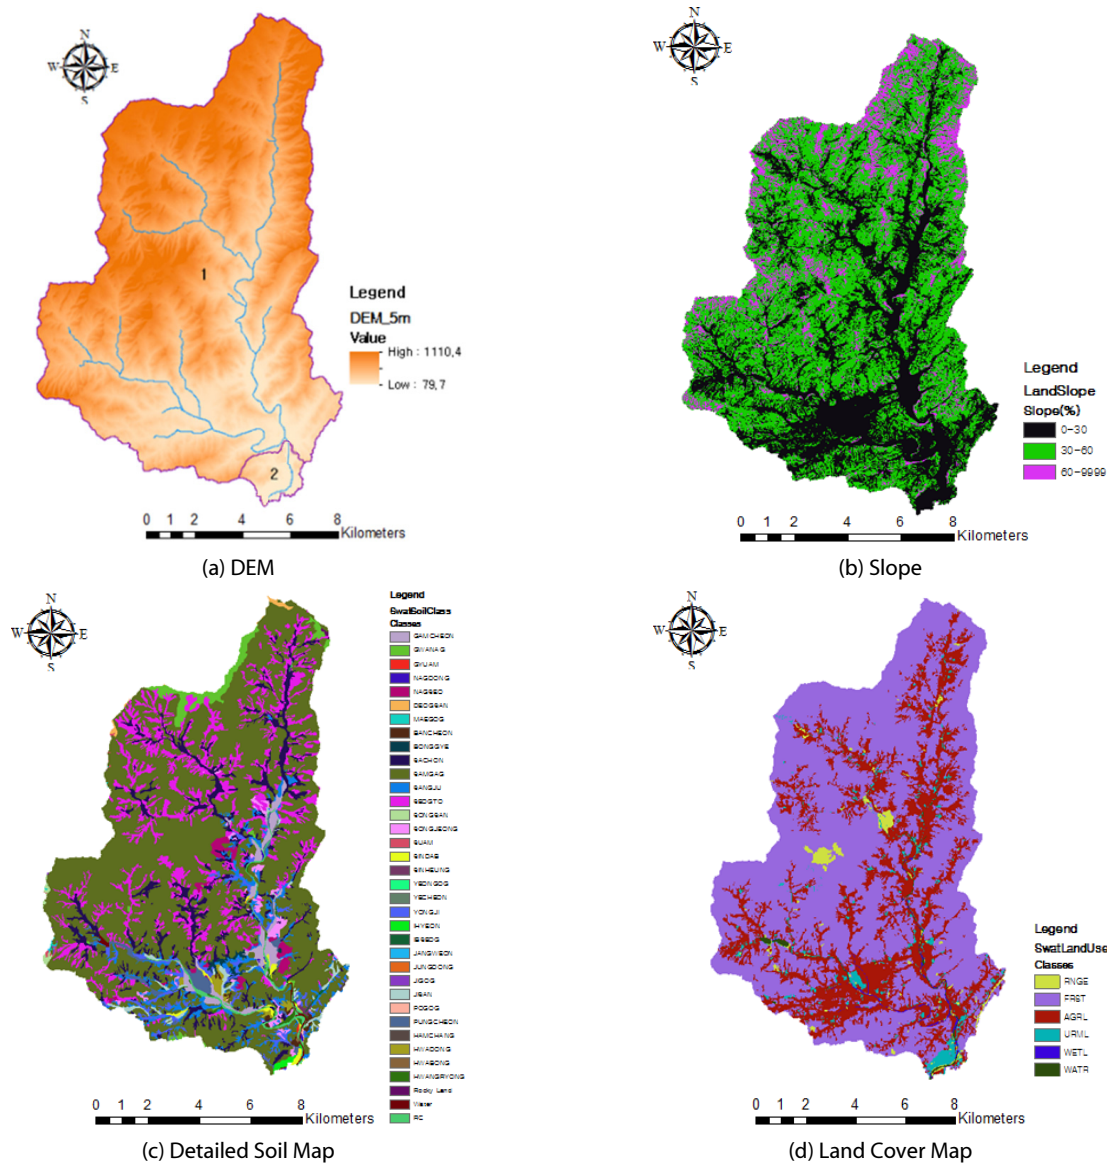 N
W E
S
1
2
Legend
DEM_5m
Value
High : 1110,4
Low : 79,7
0 1 2 4 6 8
Kilometers
(a) DEM
N
W E
S
Legend
LandSlope
Slope(%)
0-30
30-60
60-9999
0 1 2 4 6 8
Kilometers
(b) Slope
N
W E
S
Legend
SwatSoilClass
Classes
GAMCHEON
GWANAG
GYUAM
NAGDONG
NAGSEO
DEOGSAN
MAEGOG
BANCHEON
BONGGYE
SACHON
SAMGAG
SANGJU
SEOGTO
SONGSAN
SONGJEONG
SUAM
SINDAB
SINHEUNG
YEONGOG
YECHEON
YONGJI
IHYEON
JANGWEON
JUNGDONG
JIGOG
JISAN
POGOG
PUNGCHEON
HAMCHANG
HWADONG
HWABONG
HWANGRYONG
Rocky Land
Water
RC
0 1 2 4 6 8
Kilometers
(c) Detailed Soil Map
N
W E
S
Legend
SwatLandUse
Classes
RNGE
FRST
AGRL
URML
WETL
WATR
0 1 2 4 6 8
Kilometers
(d) Land Cover Map